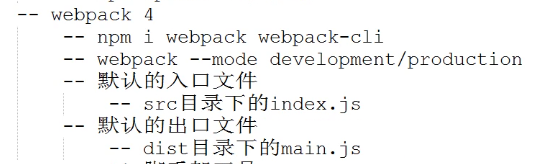 -- webpack 4
-- npm i webpack webpack-cli
-- webpack --mode development/production
-- 默认的入口文件
-- src目录下的index.js
-- 默认的出口文件
-- dist目录下的main.js